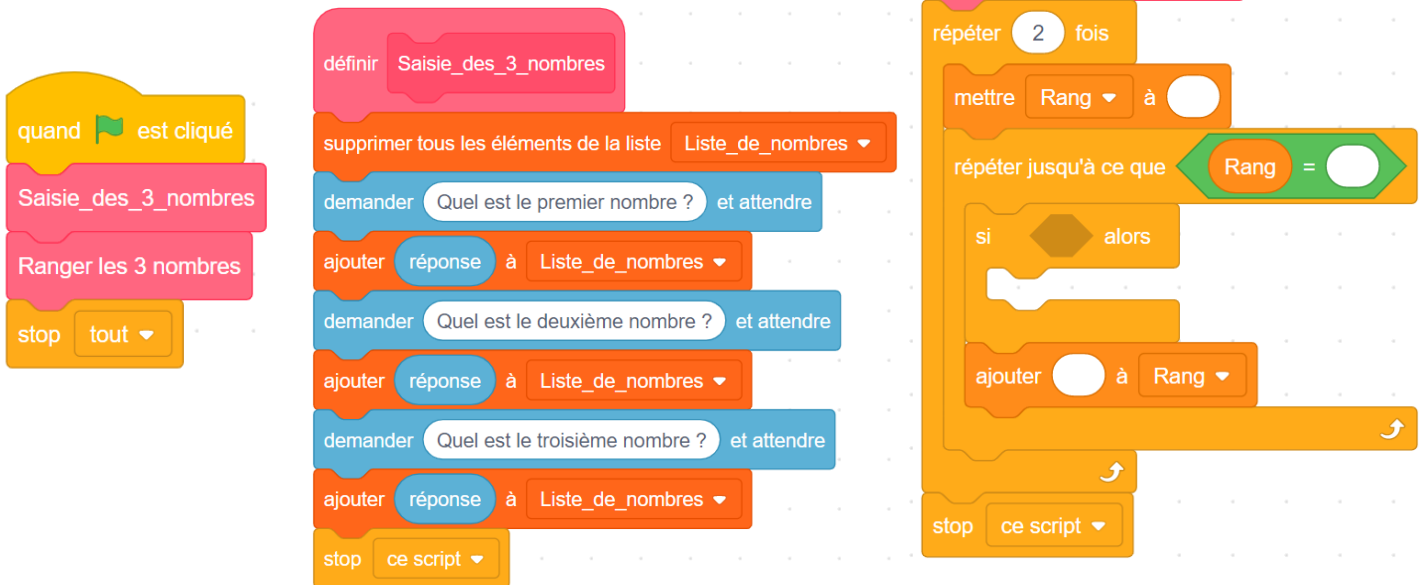 quand est cliqué
Saisie_des_3_nombres
Ranger les 3 nombres
stop tout
définir Saisie_des_3_nombres
supprimer tous les éléments de la liste Liste_de_nombres
demander Quel est le premier nombre ? et attendre
ajouter réponse à Liste_de_nombres
demander Quel est le deuxième nombre ? et attendre
ajouter réponse à Liste_de_nombres
demander Quel est le troisième nombre ? et attendre
ajouter réponse à Liste_de_nombres
stop ce script
répéter 2 fois
mettre Rang à
répéter jusqu'à ce que Rang =
si alors
ajouter à Rang
stop ce script